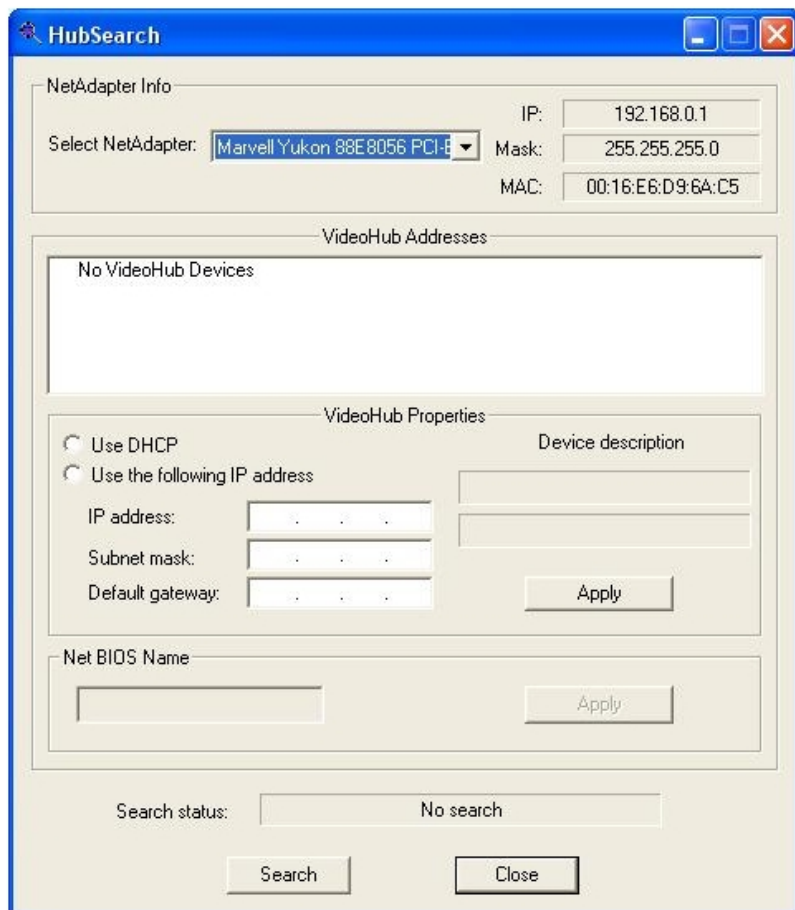 HubSearch
NetAdapter Info
Select NetAdapter: Marvell Yukon 88E8056 PCI-E
IP: 192.168.0.1
Mask: 255.255.255.0
MAC: 00:16:E6:D9:6A:C5
VideoHub Addresses
No VideoHub Devices
VideoHub Properties
Use DHCP
Use the following IP address
IP address: . . .
Subnet mask: . . .
Default gateway: . . .
Device description
Apply
Net BIOS Name
Apply
Search status: No search
Search Close